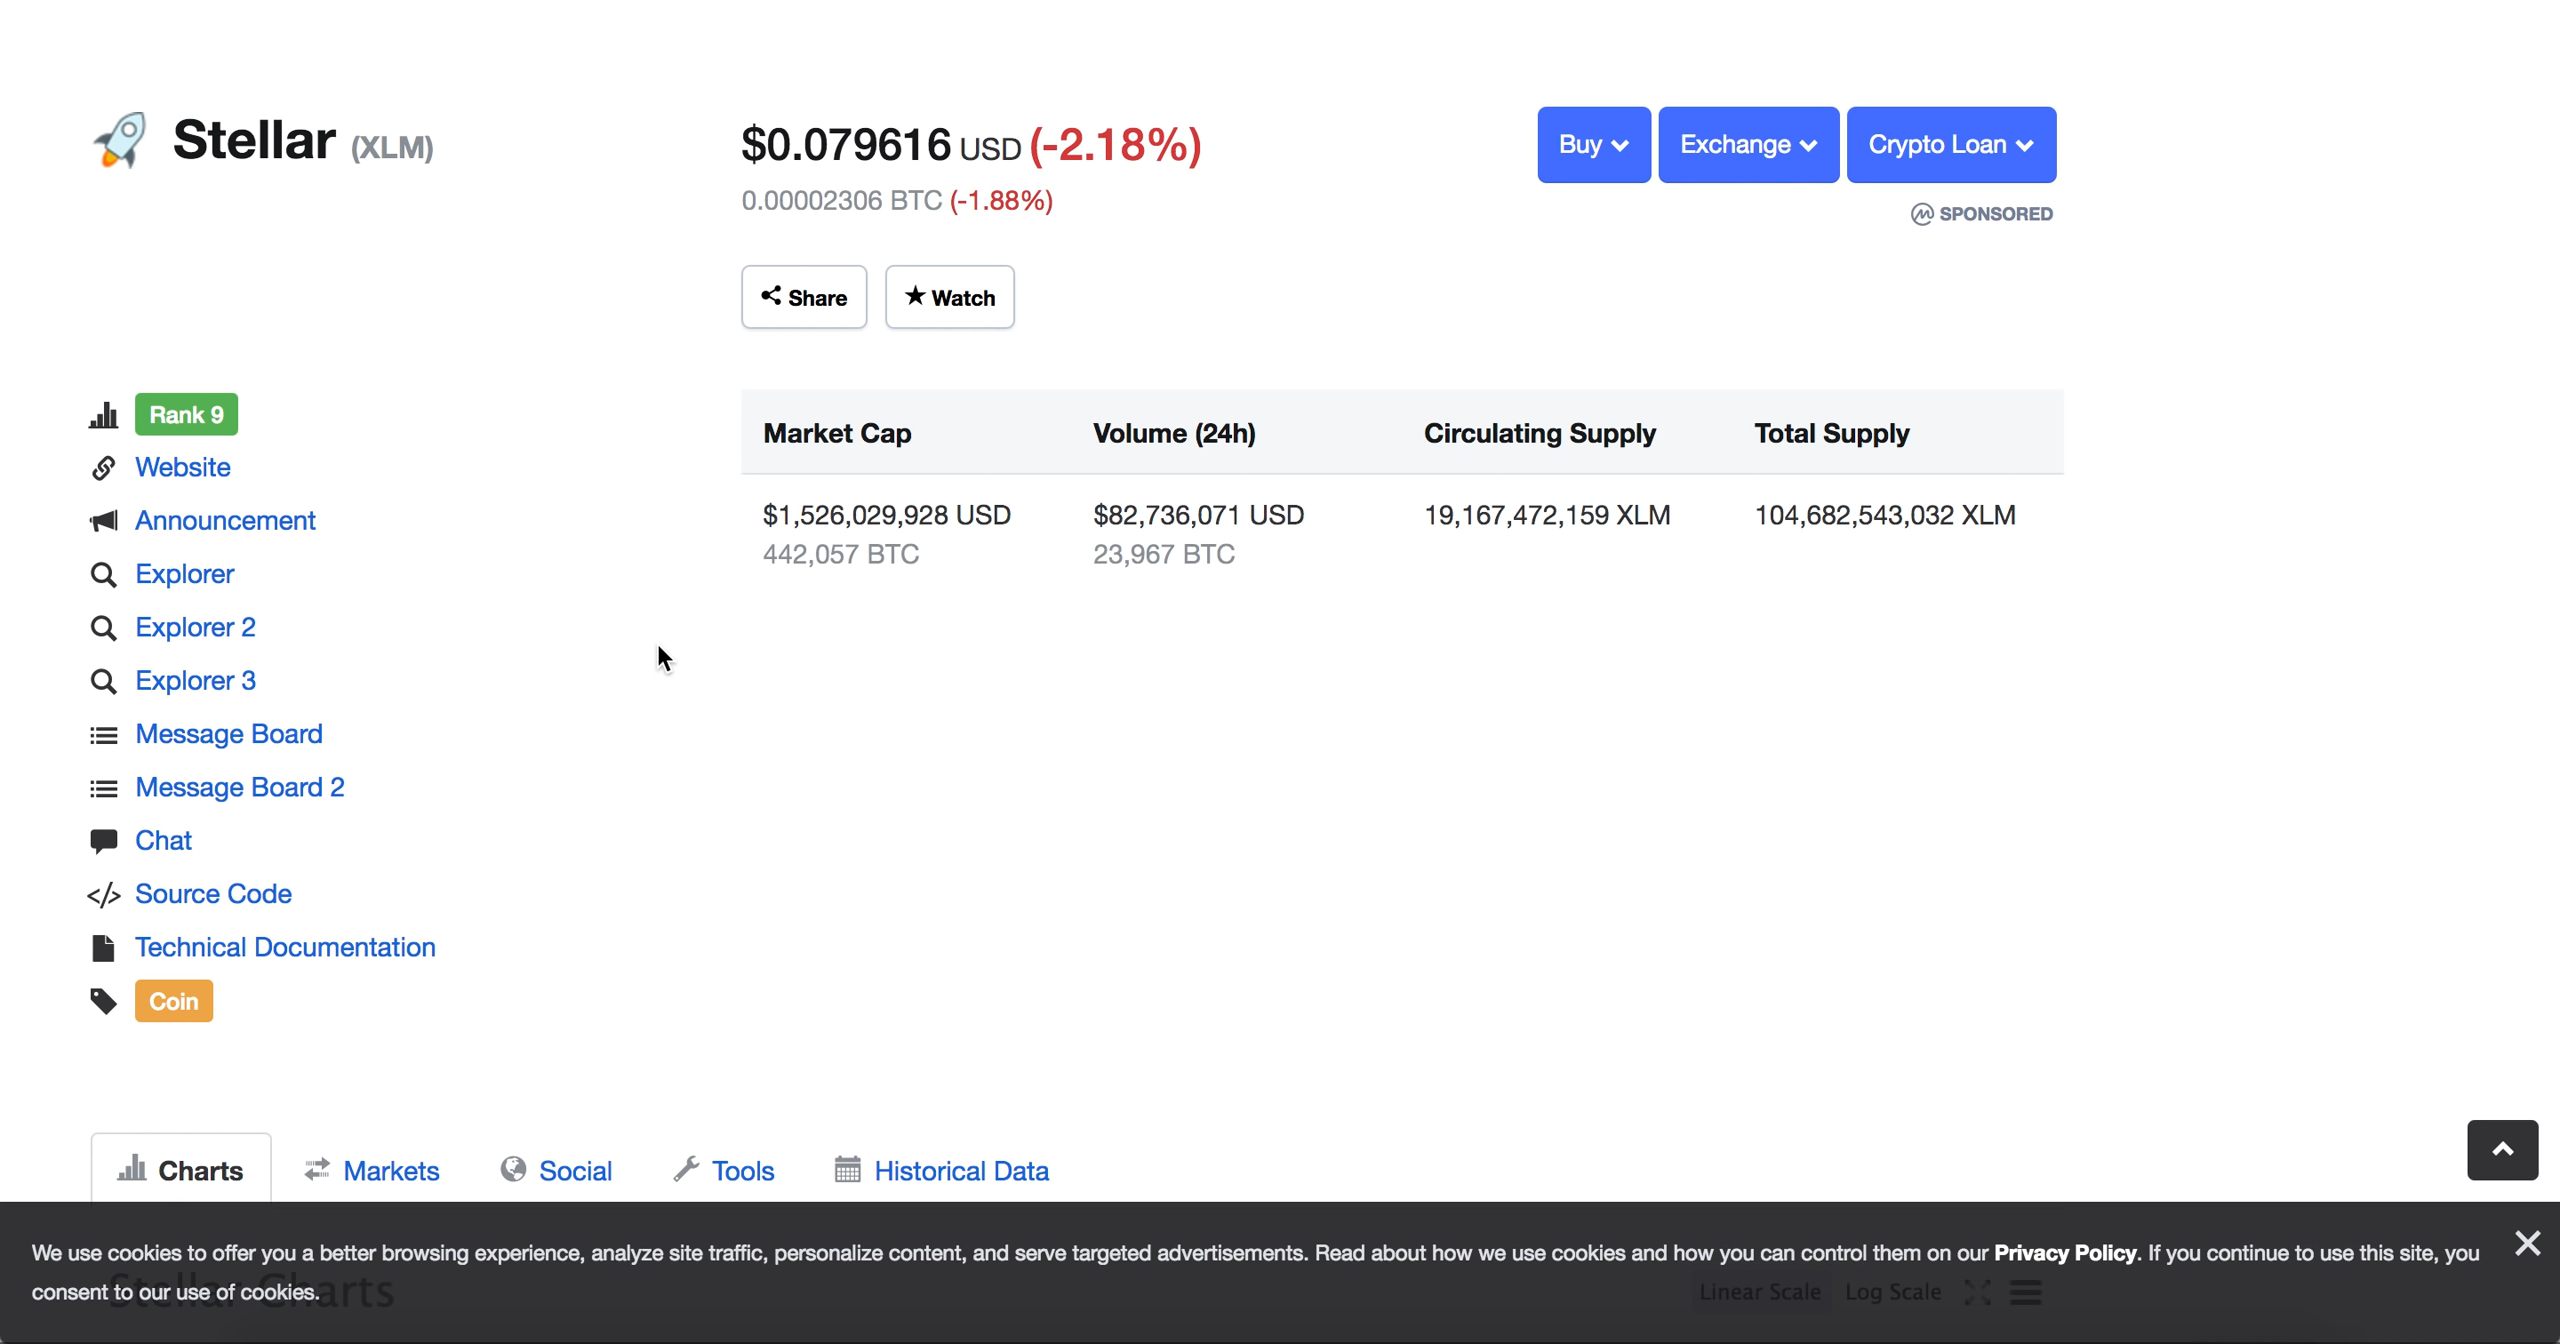 Stellar (XLM)
$0.079616 USD (-2.18%)
0.00002306 BTC (-1.88%)
Buy
Exchange
Crypto Loan
SPONSORED
Share
Watch
Rank 9
Website
Announcement
Explorer
Explorer 2
Explorer 3
Message Board
Message Board 2
Chat
Source Code
Technical Documentation
Coin
Market Cap Volume (24h) Circulating Supply Total Supply
$1,526,029,928 USD $82,736,071 USD 19,167,472,159 XLM 104,682,543,032 XLM
442,057 BTC 23,967 BTC
Charts Markets Social Tools Historical Data
We use cookies to offer you a better browsing experience, analyze site traffic, personalize content, and serve targeted advertisements. Read about how we use cookies and how you can control them on our Privacy Policy. If you continue to use this site, you
consent to our use of cookies.
Stellar Charts
Linear Scale Log Scale